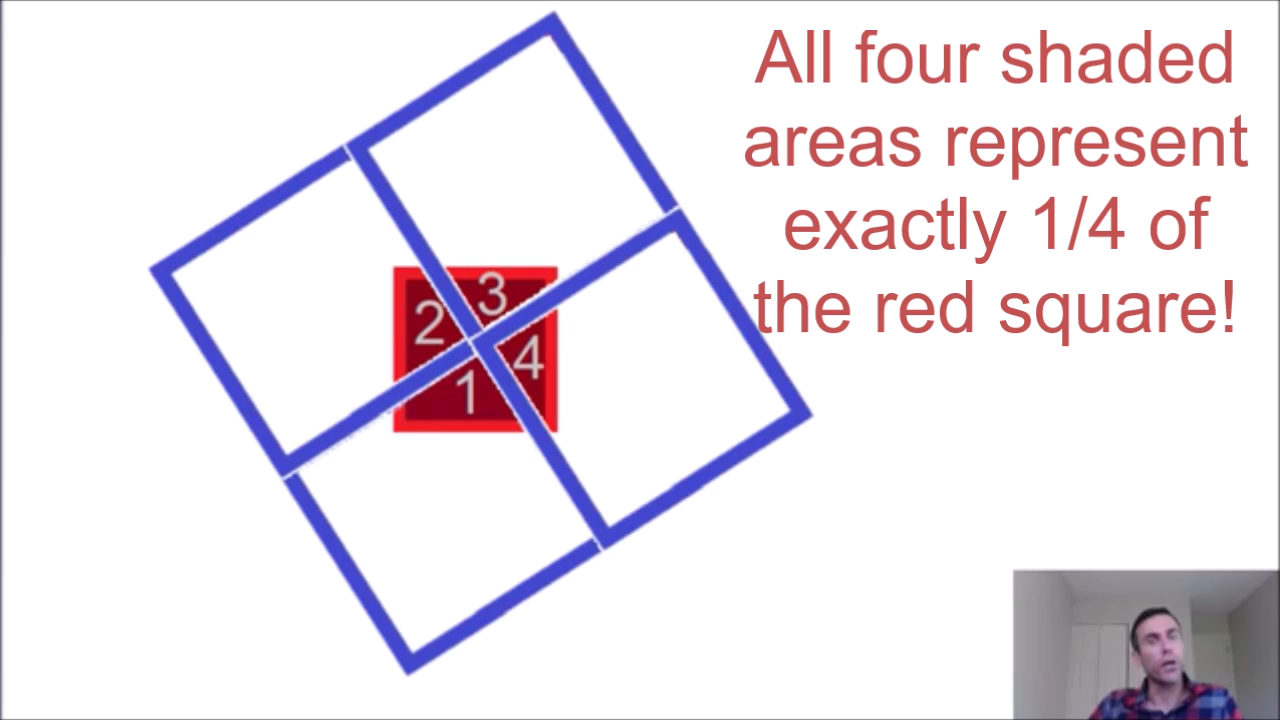 All four shaded
areas represent
exactly 1/4 of
the red square!
2 3
1 4